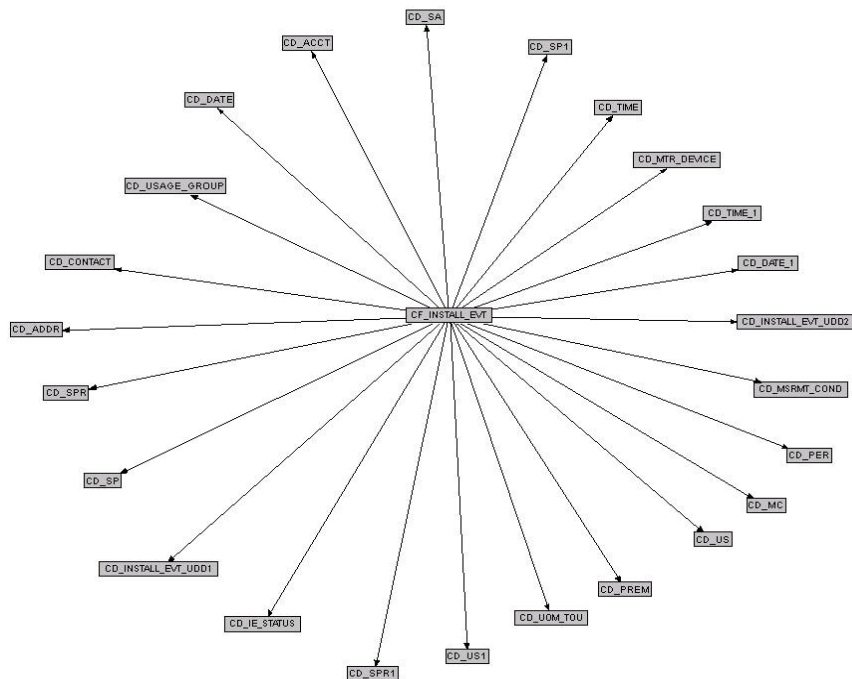 CD_SA
CD_ACCT
CD_SP1
CD_DATE
CD_TIME
CD_MTR_DEVICE
CD_USAGE_GROUP
CD_TIME_1
CD_CONTACT
CD_DATE_1
CF_INSTALL_EVT
CD_INSTALL_EVT_UDD2
CD_ADDR
CD_SPR
CD_MSRMT_COND
CD_PER
CD_SP
CD_MC
CD_US
CD_INSTALL_EVT_UDD1
CD_PREM
CD_UOM_TOU
CD_IE_STATUS
CD_US1
CD_SPR1